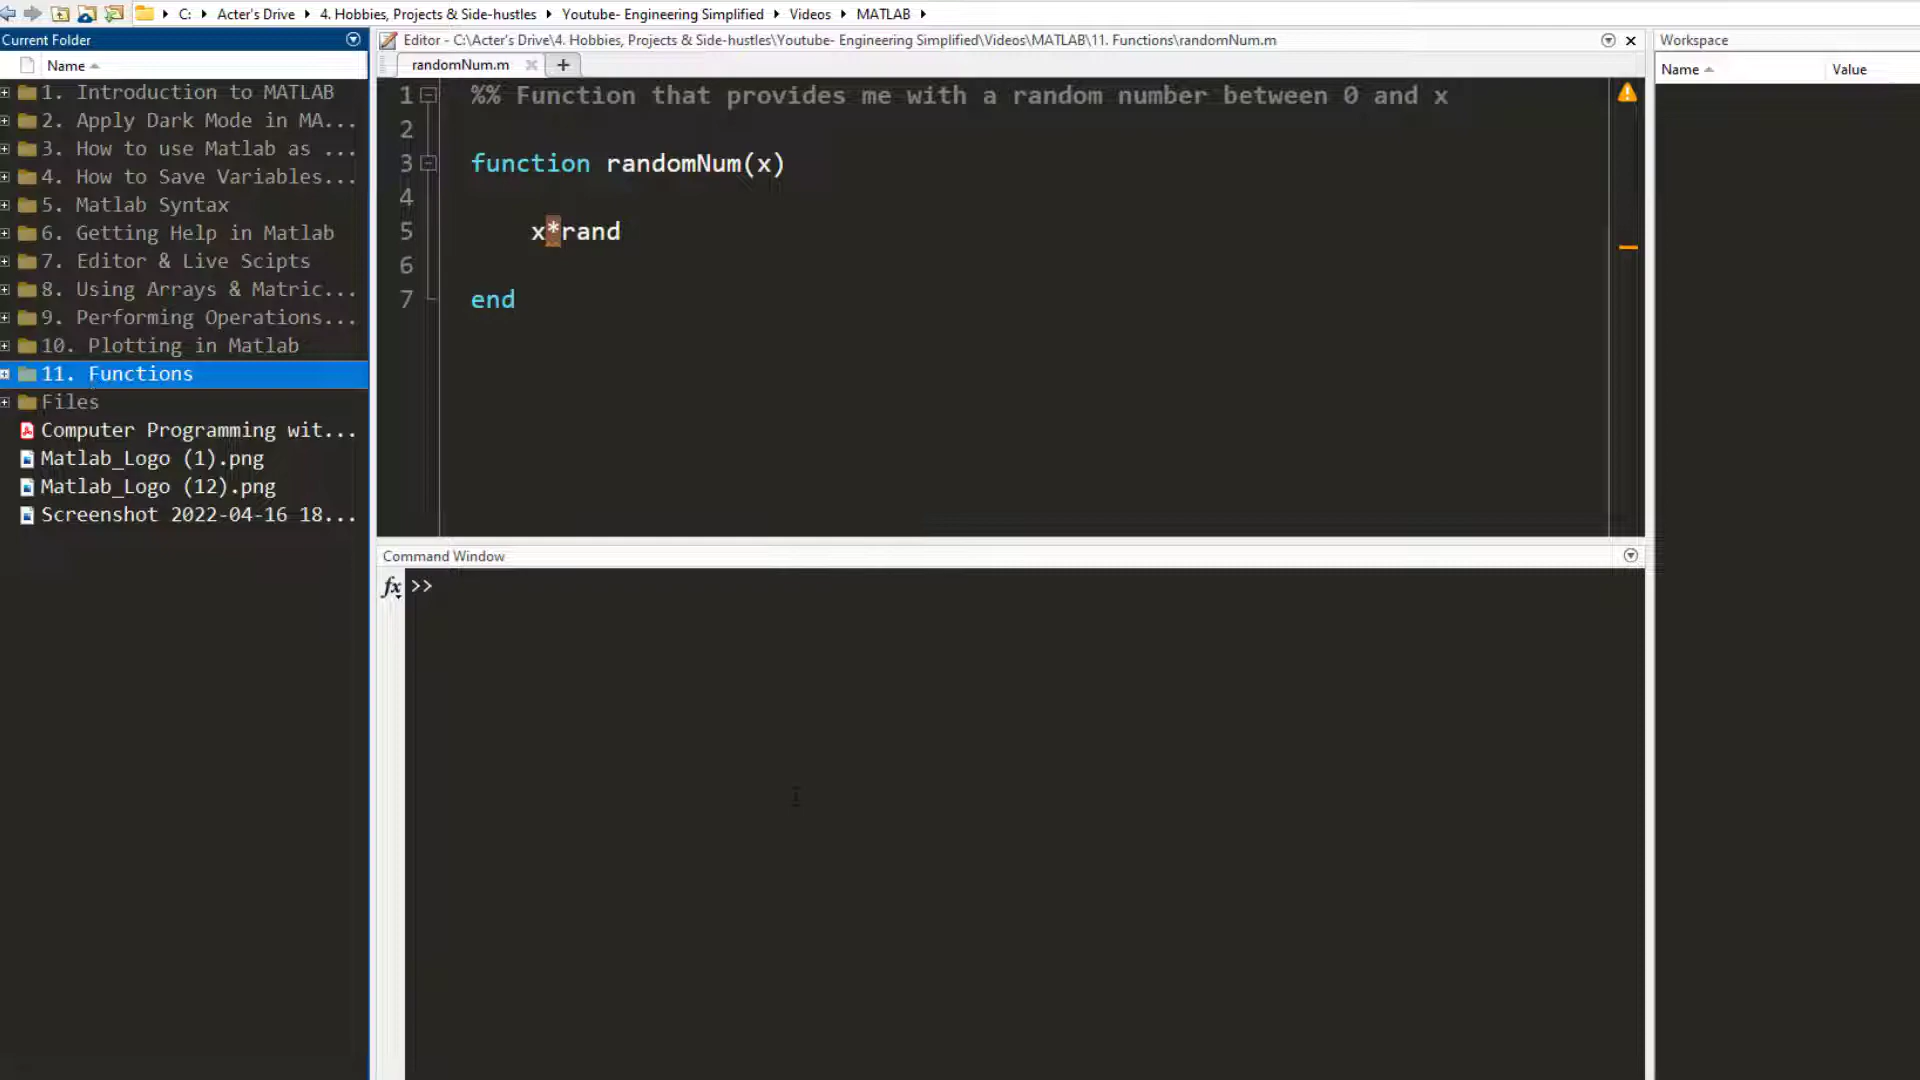 C: Acter's Drive 4. Hobbies, Projects & Side-hustles Youtube- Engineering Simplified Videos MATLAB
Current Folder
Name
1. Introduction to MATLAB
2. Apply Dark Mode in MA...
3. How to use Matlab as ...
4. How to Save Variables...
5. Matlab Syntax
6. Getting Help in Matlab
7. Editor & Live Scipts
8. Using Arrays & Matric...
9. Performing Operations...
10. Plotting in Matlab
11. Functions
Files
Computer Programming wit...
Matlab_Logo (1).png
Matlab_Logo (12).png
Screenshot 2022-04-16 18...
Editor - C:\Acter's Drive\4. Hobbies, Projects & Side-hustles\Youtube- Engineering Simplified\Videos\MATLAB\11. Functions\randomNum.m
randomNum.m
1 %% Function that provides me with a random number between 0 and x
2
3 function randomNum(x)
4
5 x*rand
6
7 end
Command Window
fx >>
Workspace
Name Value